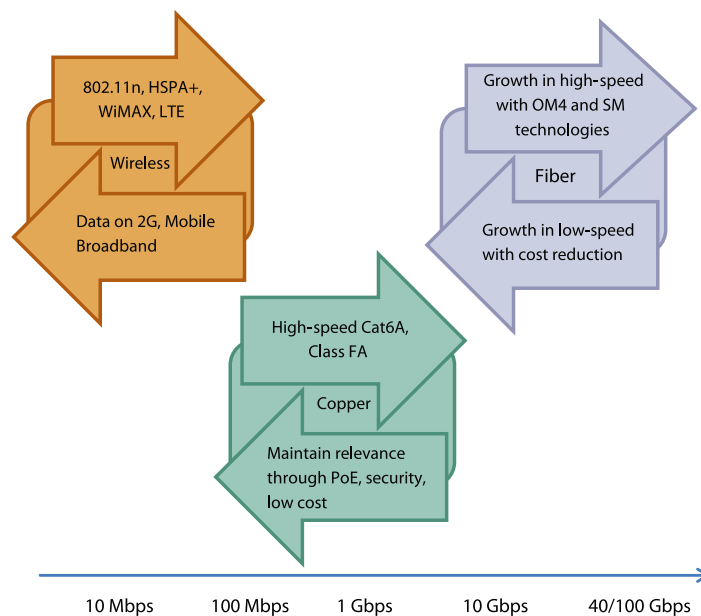 802.11n, HSPA+,
WiMAX, LTE
Wireless
Data on 2G, Mobile
Broadband
Growth in high-speed
with OM4 and SM
technologies
Fiber
Growth in low-speed
with cost reduction
High-speed Cat6A,
Class FA
Copper
Maintain relevance
through PoE, security,
low cost
10 Mbps 100 Mbps 1 Gbps 10 Gbps 40/100 Gbps